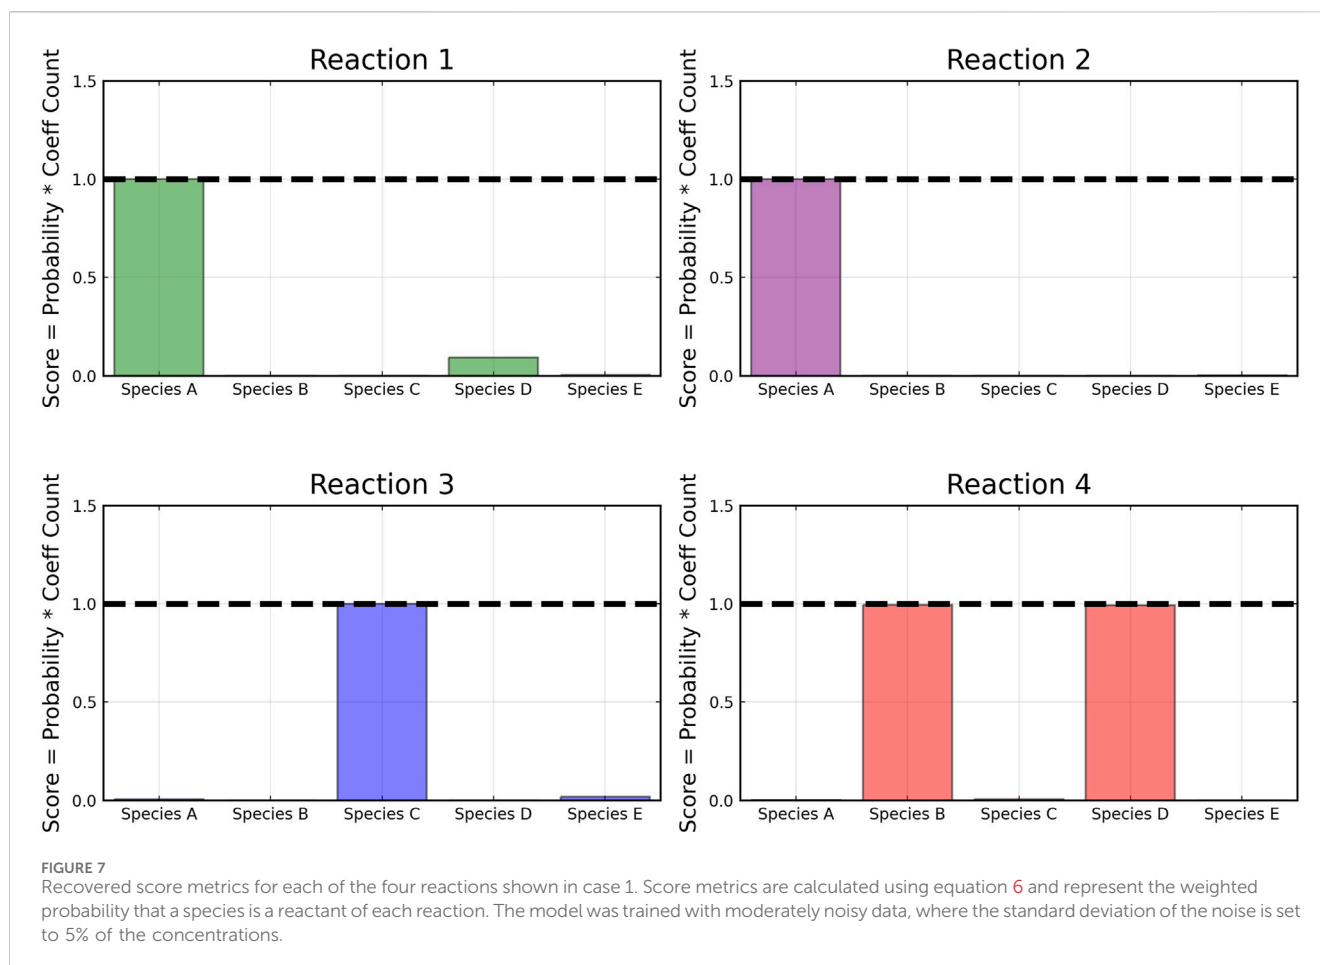 Reaction 1
Score = Probability * Coeff Count
1.5
1.0
0.5
0.0
Species A
Species B
Species C
Species D
Species E
Reaction 2
Score = Probability * Coeff Count
1.5
1.0
0.5
0.0
Species A
Species B
Species C
Species D
Species E
Reaction 3
Score = Probability * Coeff Count
1.5
1.0
0.5
0.0
Species A
Species B
Species C
Species D
Species E
Reaction 4
Score = Probability * Coeff Count
1.5
1.0
0.5
0.0
Species A
Species B
Species C
Species D
Species E
FIGURE 7
Recovered score metrics for each of the four reactions shown in case 1. Score metrics are calculated using equation 6 and represent the weighted
probability that a species is a reactant of each reaction. The model was trained with moderately noisy data, where the standard deviation of the noise is set
to 5% of the concentrations.